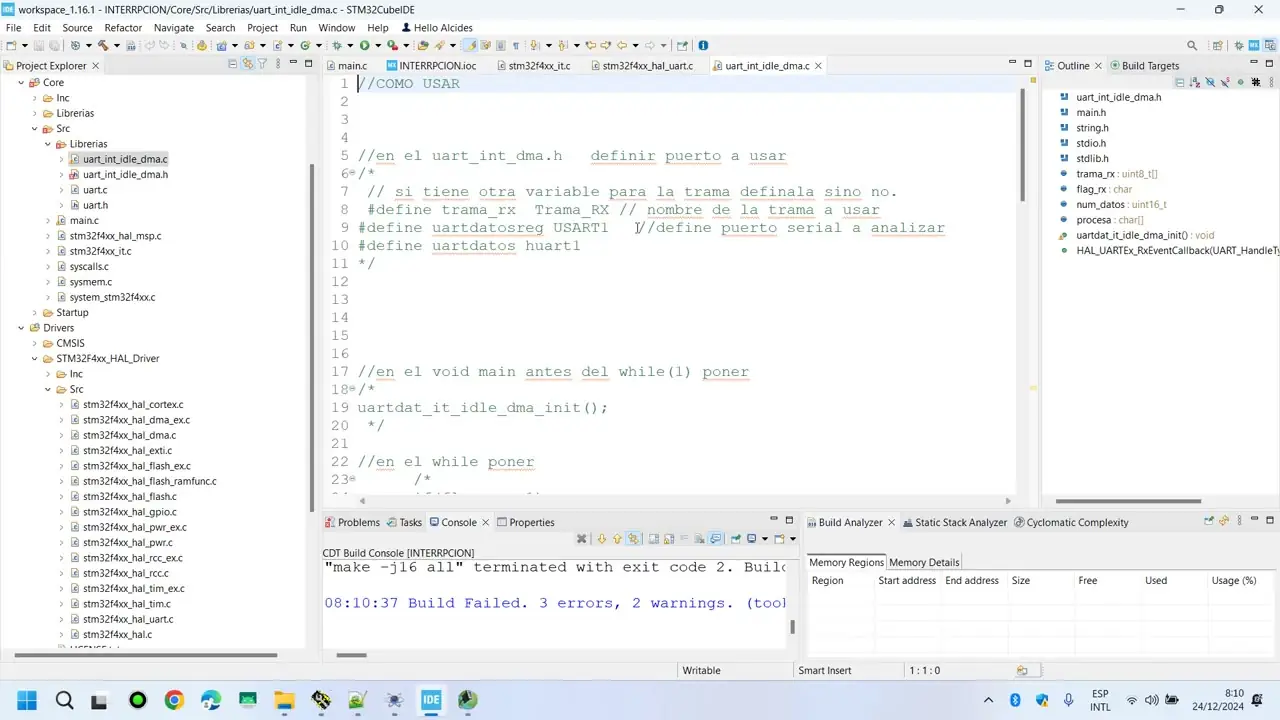 workspace_1.16.1 - INTERRPCION/Core/Src/Librerias/uart_int_idle_dma.c - STM32CubeIDE
File Edit Source Refactor Navigate Search Project Run Window Help Hello Alcides
Project Explorer
main.c INTERRPCION.ioc stm32f4xx_it.c stm32f4xx_hal_uart.c uart_int_idle_dma.c
Outline Build Targets
Core
Inc
Librerias
Src
Librerias
uart_int_idle_dma.c
uart_int_idle_dma.h
uart.c
uart.h
main.c
stm32f4xx_hal_msp.c
stm32f4xx_it.c
syscalls.c
sysmem.c
system_stm32f4xx.c
Startup
Drivers
CMSIS
STM32F4xx_HAL_Driver
Inc
Src
stm32f4xx_hal_cortex.c
stm32f4xx_hal_dma_ex.c
stm32f4xx_hal_dma.c
stm32f4xx_hal_exti.c
stm32f4xx_hal_flash_ex.c
stm32f4xx_hal_flash_ramfunc.c
stm32f4xx_hal_flash.c
stm32f4xx_hal_gpio.c
stm32f4xx_hal_pwr_ex.c
stm32f4xx_hal_pwr.c
stm32f4xx_hal_rcc_ex.c
stm32f4xx_hal_rcc.c
stm32f4xx_hal_tim_ex.c
stm32f4xx_hal_tim.c
stm32f4xx_hal_uart.c
stm32f4xx_hal.c
1 //COMO USAR
2
3
4
5 //en el uart_int_dma.h   definir puerto a usar
6 /*
7  // si tiene otra variable para la trama definala sino no.
8  #define trama_rx  Trama_RX // nombre de la trama a usar
9 #define uartdatosreg USART1   //define puerto serial a analizar
10 #define uartdatos huart1
11 */
12
13
14
15
16
17 //en el void main antes del while(1) poner
18 /*
19 uartdat_it_idle_dma_init();
20  */
21
22 //en el while poner
23       /*
uart_int_idle_dma.h
main.h
string.h
stdio.h
stdlib.h
trama_rx : uint8_t[]
flag_rx : char
num_datos : uint16_t
procesa : char[]
uartdat_it_idle_dma_init() : void
HAL_UARTEx_RxEventCallback(UART_HandleTy
Problems Tasks Console Properties
CDT Build Console [INTERRPCION]
"make -j16 all" terminated with exit code 2. Build
08:10:37 Build Failed. 3 errors, 2 warnings. (took
Build Analyzer Static Stack Analyzer Cyclomatic Complexity
Memory Regions Memory Details
Region Start address End address Size Free Used Usage (%)
Writable Smart Insert 1 : 1 : 0
IDE
ESP
INTL
8:10
24/12/2024